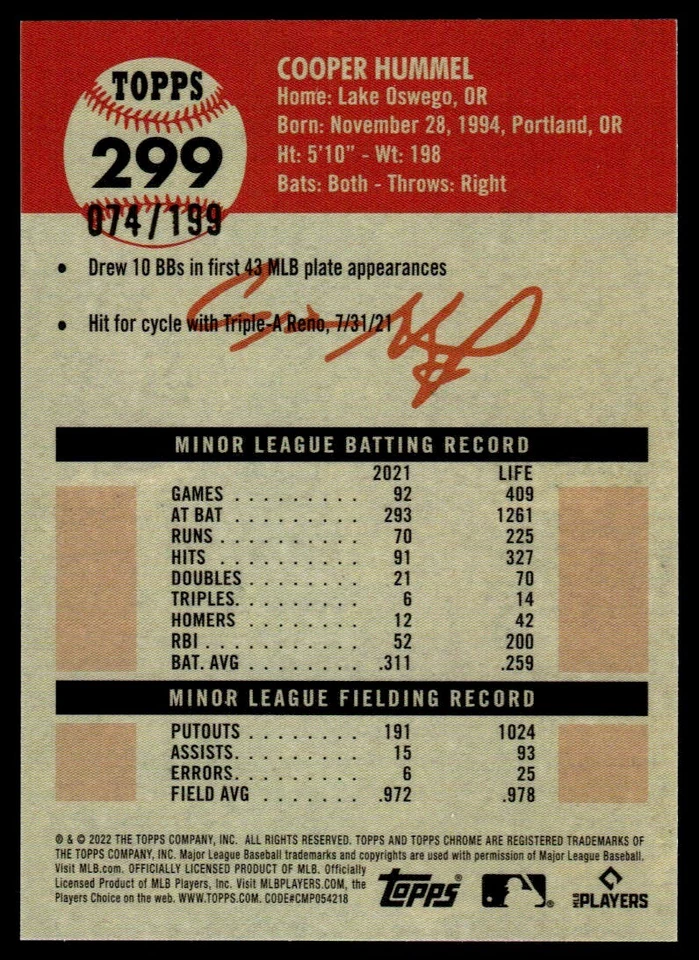 TOPPS
299
074/199
COOPER HUMMEL
Home: Lake Oswego, OR
Born: November 28, 1994, Portland, OR
Ht: 5'10" - Wt: 198
Bats: Both - Throws: Right
• Drew 10 BBs in first 43 MLB plate appearances
• Hit for cycle with Triple-A Reno, 7/31/21
MINOR LEAGUE BATTING RECORD
2021 LIFE
GAMES . . . . . . . . . 92 409
AT BAT . . . . . . . . . 293 1261
RUNS . . . . . . . . . . 70 225
HITS . . . . . . . . . . 91 327
DOUBLES . . . . . . . . 21 70
TRIPLES. . . . . . . . . 6 14
HOMERS . . . . . . . . 12 42
RBI . . . . . . . . . . . 52 200
BAT. AVG . . . . . . . . .311 .259
MINOR LEAGUE FIELDING RECORD
PUTOUTS . . . . . . . . 191 1024
ASSISTS. . . . . . . . . 15 93
ERRORS. . . . . . . . . 6 25
FIELD AVG . . . . . . . .972 .978
® & © 2022 THE TOPPS COMPANY, INC. ALL RIGHTS RESERVED. TOPPS AND TOPPS CHROME ARE REGISTERED TRADEMARKS OF
THE TOPPS COMPANY, INC. Major League Baseball trademarks and copyrights are used with permission of Major League Baseball.
Visit MLB.com. OFFICIALLY LICENSED PRODUCT OF MLB. Officially
Licensed Product of MLB Players, Inc. Visit MLBPLAYERS.COM, the
Players Choice on the web. WWW.TOPPS.COM. CODE#CMP054218
Topps® MLB PLAYERS